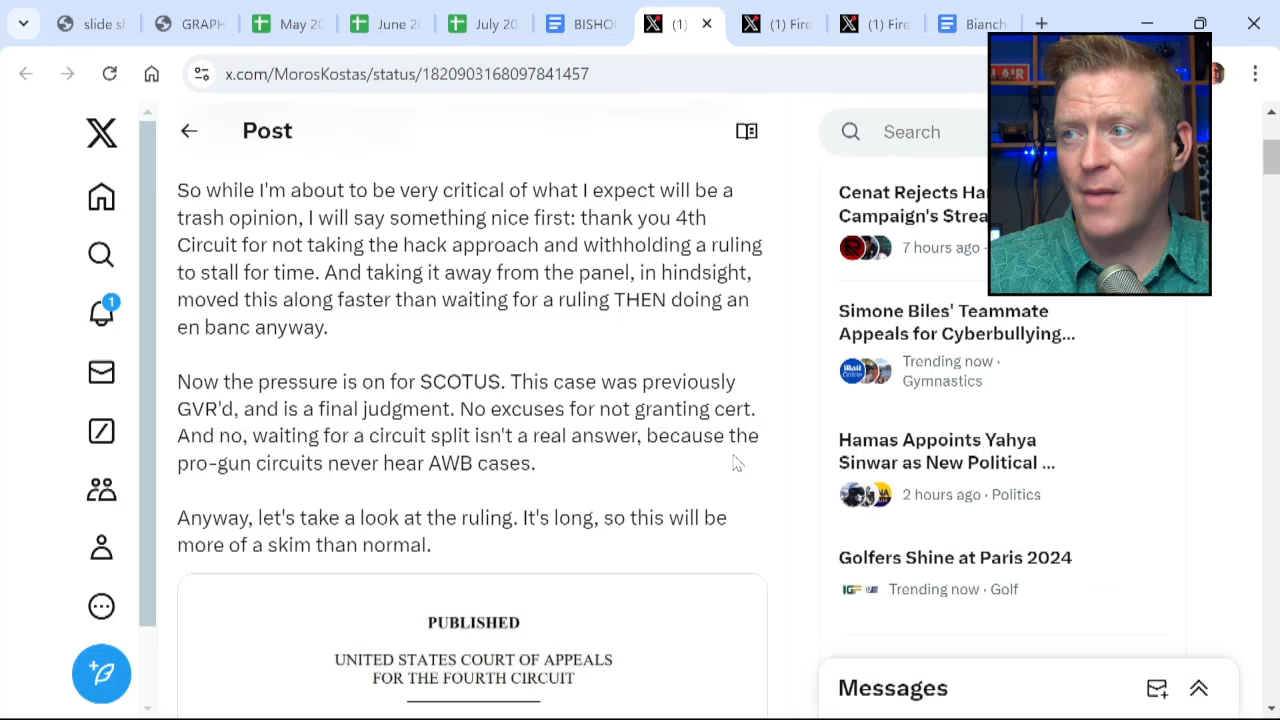 slide s
GRAPH
May 20
June 20
July 20
BISHO
(1)
(1) Fire
(1) Fire
Bianch
x.com/MorosKostas/status/1820903168097841457
Post
Search
So while I'm about to be very critical of what I expect will be a
trash opinion, I will say something nice first: thank you 4th
Circuit for not taking the hack approach and withholding a ruling
to stall for time. And taking it away from the panel, in hindsight,
moved this along faster than waiting for a ruling THEN doing an
en banc anyway.
Now the pressure is on for SCOTUS. This case was previously
GVR'd, and is a final judgment. No excuses for not granting cert.
And no, waiting for a circuit split isn't a real answer, because the
pro-gun circuits never hear AWB cases.
Anyway, let's take a look at the ruling. It's long, so this will be
more of a skim than normal.
PUBLISHED
UNITED STATES COURT OF APPEALS
FOR THE FOURTH CIRCUIT
1
Cenat Rejects Har
Campaign's Strea
7 hours ago ·
Simone Biles' Teammate
Appeals for Cyberbullying...
Trending now ·
Gymnastics
Hamas Appoints Yahya
Sinwar as New Political ...
2 hours ago · Politics
Golfers Shine at Paris 2024
Trending now · Golf
Messages